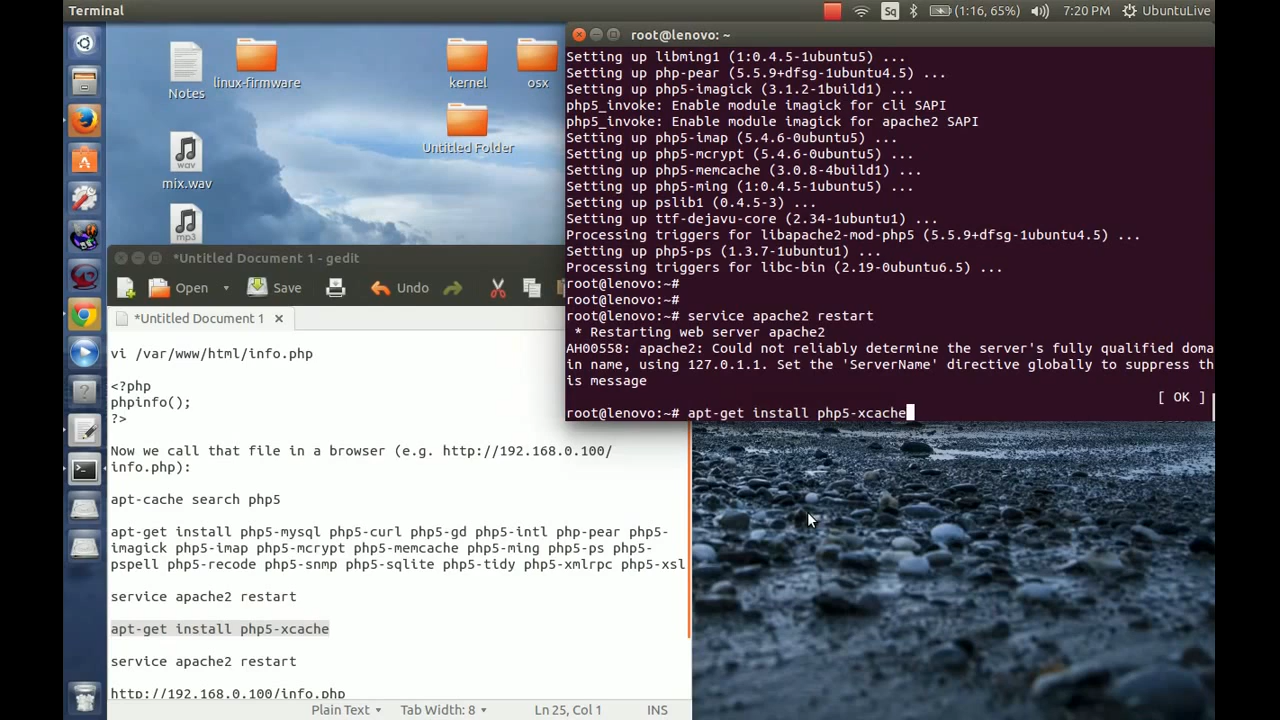 Terminal
Sq
(1:16, 65%)
7:20 PM
UbuntuLive
Notes
linux-firmware
kernel
osx
Untitled Folder
wav
mix.wav
mp3
root@lenovo: ~
Setting up libming1 (1:0.4.5-1ubuntu5) ...
Setting up php-pear (5.5.9+dfsg-1ubuntu4.5) ...
Setting up php5-imagick (3.1.2-1build1) ...
php5_invoke: Enable module imagick for cli SAPI
php5_invoke: Enable module imagick for apache2 SAPI
Setting up php5-imap (5.4.6-0ubuntu5) ...
Setting up php5-mcrypt (5.4.6-0ubuntu5) ...
Setting up php5-memcache (3.0.8-4build1) ...
Setting up php5-ming (1:0.4.5-1ubuntu5) ...
Setting up pslib1 (0.4.5-3) ...
Setting up ttf-dejavu-core (2.34-1ubuntu1) ...
Processing triggers for libapache2-mod-php5 (5.5.9+dfsg-1ubuntu4.5) ...
Setting up php5-ps (1.3.7-1ubuntu1) ...
Processing triggers for libc-bin (2.19-0ubuntu6.5) ...
root@lenovo:~#
root@lenovo:~#
root@lenovo:~# service apache2 restart
* Restarting web server apache2
AH00558: apache2: Could not reliably determine the server's fully qualified doma
in name, using 127.0.1.1. Set the 'ServerName' directive globally to suppress th
is message
[ OK ]
root@lenovo:~# apt-get install php5-xcache
*Untitled Document 1 - gedit
Open
Save
Undo
*Untitled Document 1
vi /var/www/html/info.php
<?php
phpinfo();
?>
Now we call that file in a browser (e.g. http://192.168.0.100/
info.php):
apt-cache search php5
apt-get install php5-mysql php5-curl php5-gd php5-intl php-pear php5-
imagick php5-imap php5-mcrypt php5-memcache php5-ming php5-ps php5-
pspell php5-recode php5-snmp php5-sqlite php5-tidy php5-xmlrpc php5-xsl
service apache2 restart
apt-get install php5-xcache
service apache2 restart
http://192.168.0.100/info.php
Plain Text
Tab Width: 8
Ln 25, Col 1
INS